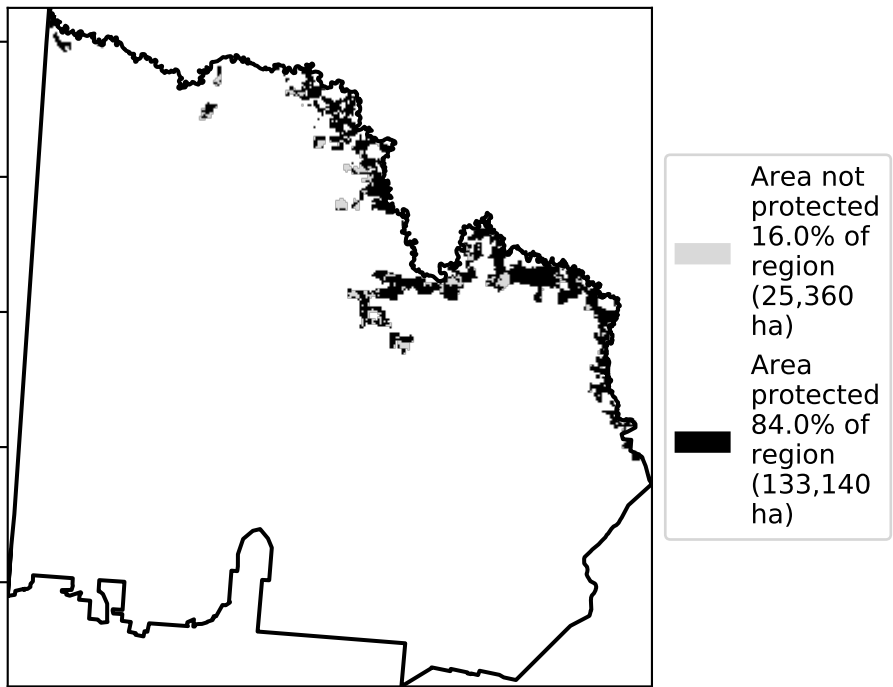 Area not
protected
16.0% of
region
(25,360
ha)
Area
protected
84.0% of
region
(133,140
ha)